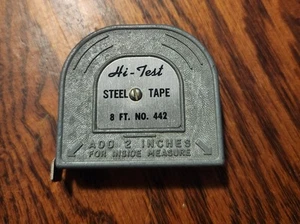 Hi-Test
STEEL TAPE
8 FT. NO. 442
ADD 2 INCHES
FOR INSIDE MEASURE